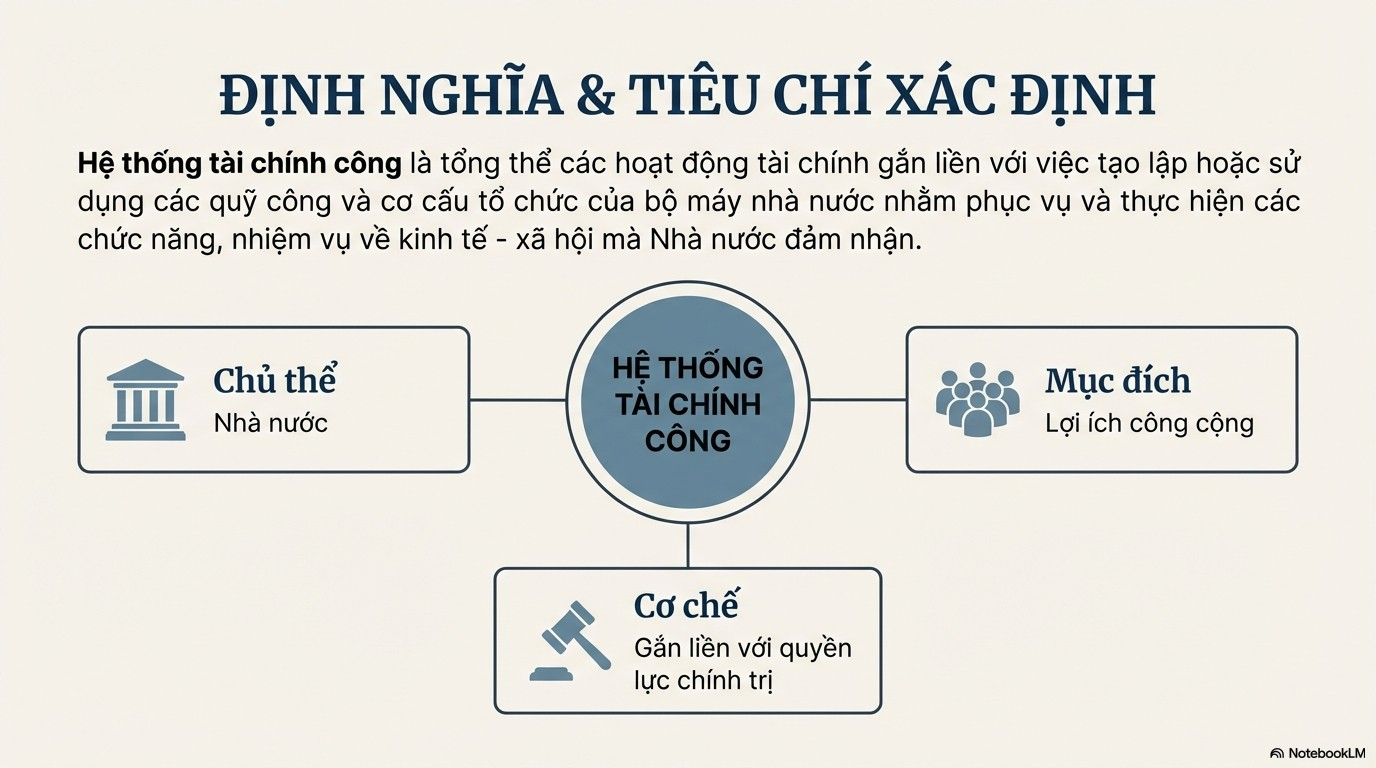 ĐỊNH NGHĨA & TIÊU CHÍ XÁC ĐỊNH
Hệ thống tài chính công là tổng thể các hoạt động tài chính gắn liền với việc tạo lập hoặc sử
dụng các quỹ công và cơ cấu tổ chức của bộ máy nhà nước nhằm phục vụ và thực hiện các
chức năng, nhiệm vụ về kinh tế - xã hội mà Nhà nước đảm nhận.
Chủ thể
Nhà nước
HỆ THỐNG
TÀI CHÍNH
CÔNG
Mục đích
Lợi ích công cộng
Cơ chế
Gắn liền với quyền
lực chính trị
NotebookLM